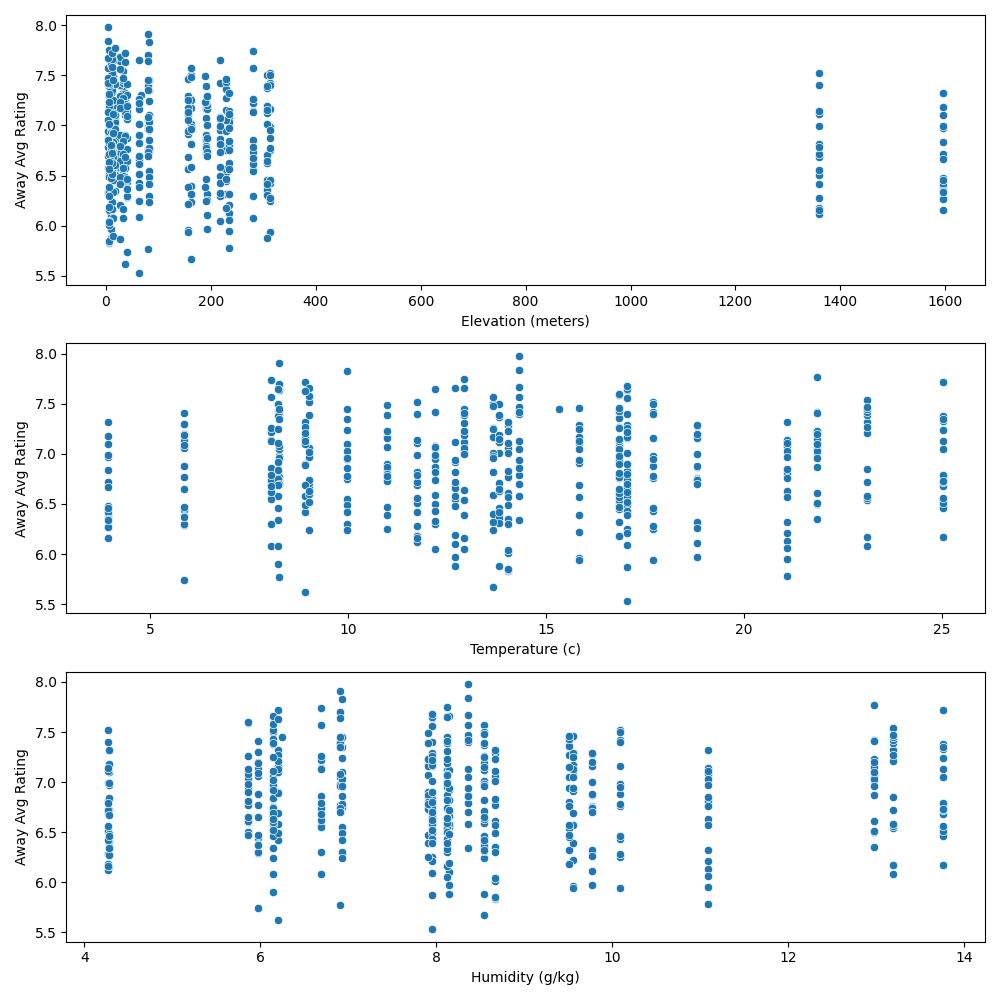 8.0
7.5
7.0
6.5
6.0
5.5
Away Avg Rating
0 200 400 600 800 1000 1200 1400 1600
Elevation (meters)
8.0
7.5
7.0
6.5
6.0
5.5
Away Avg Rating
5 10 15 20 25
Temperature (c)
8.0
7.5
7.0
6.5
6.0
5.5
Away Avg Rating
4 6 8 10 12 14
Humidity (g/kg)